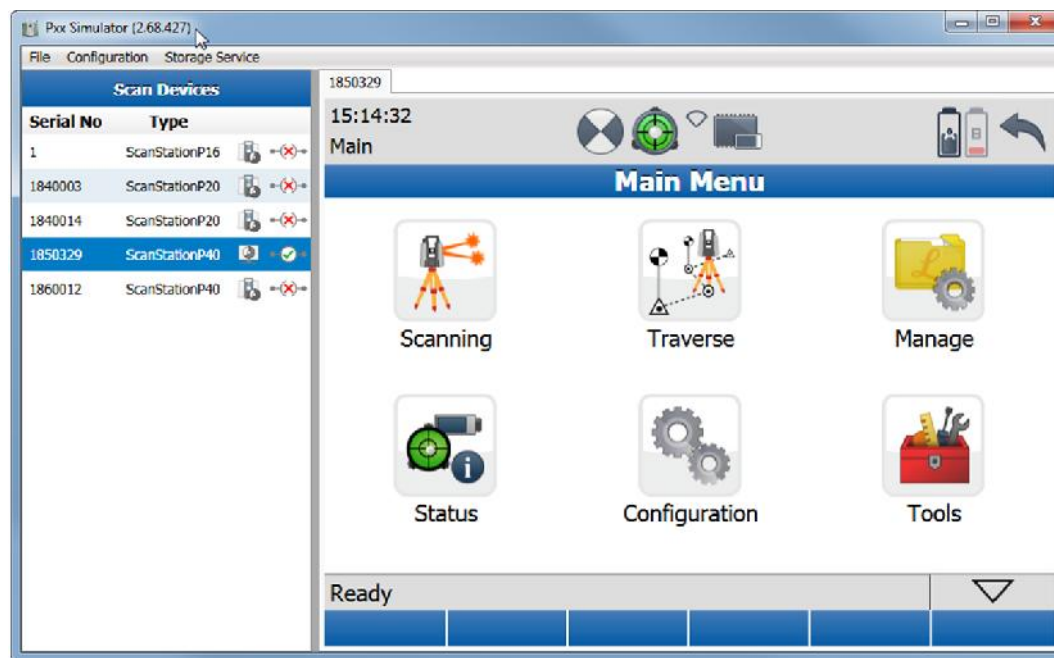 Pxx Simulator (2.68.427)
File Configuration Storage Service
Scan Devices
Serial No Type
1 ScanStationP16
1840003 ScanStationP20
1840014 ScanStationP20
1850329 ScanStationP40
1860012 ScanStationP40
1850329
15:14:32
Main
B
Main Menu
Scanning Traverse Manage
Status Configuration Tools
Ready